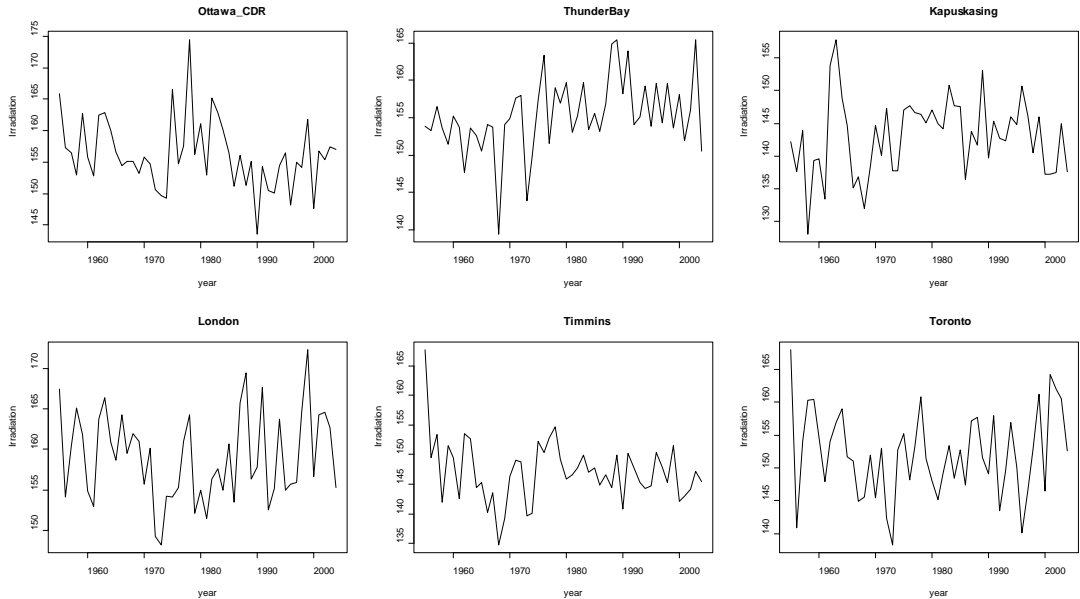 Ottawa_CDR
Irradiation
145 150 155 160 165 170 175
1960 1970 1980 1990 2000
year
ThunderBay
Irradiation
140 145 150 155 160 165
1960 1970 1980 1990 2000
year
Kapuskasing
Irradiation
130 135 140 145 150 155
1960 1970 1980 1990 2000
year
London
Irradiation
150 155 160 165 170
1960 1970 1980 1990 2000
year
Timmins
Irradiation
135 140 145 150 155 160 165
1960 1970 1980 1990 2000
year
Toronto
Irradiation
140 145 150 155 160 165
1960 1970 1980 1990 2000
year